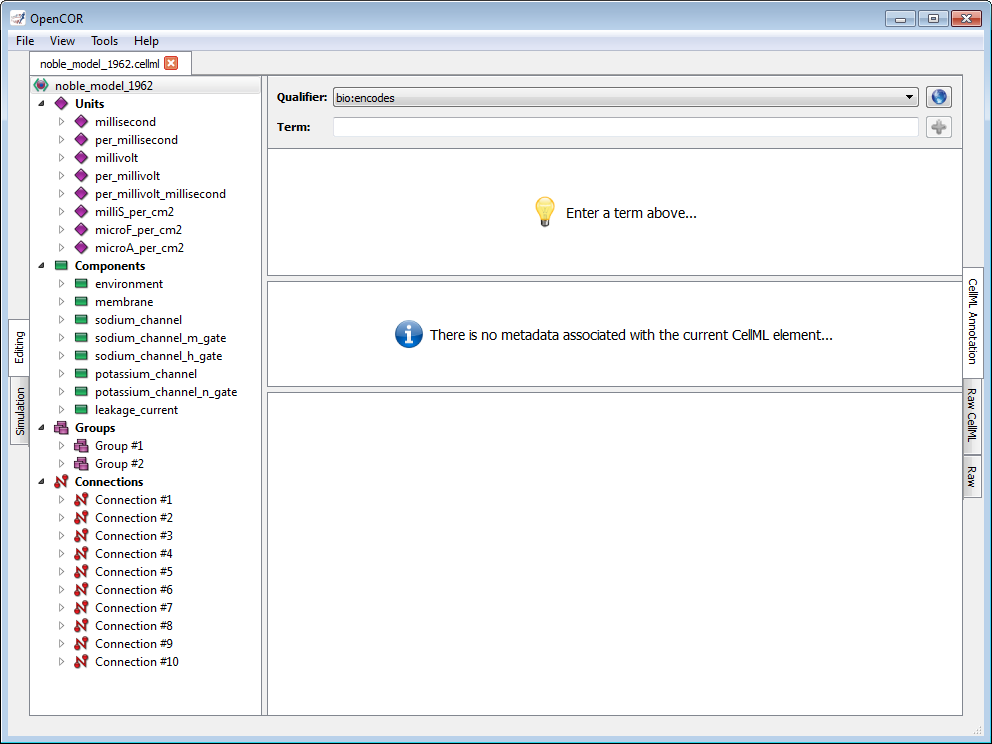 OpenCOR
File View Tools Help
noble_model_1962.cellml
noble_model_1962
Units
millisecond
per_millisecond
millivolt
per_millivolt
per_millivolt_millisecond
milliS_per_cm2
microF_per_cm2
microA_per_cm2
Components
environment
membrane
sodium_channel
sodium_channel_m_gate
sodium_channel_h_gate
potassium_channel
potassium_channel_n_gate
leakage_current
Groups
Group #1
Group #2
Connections
Connection #1
Connection #2
Connection #3
Connection #4
Connection #5
Connection #6
Connection #7
Connection #8
Connection #9
Connection #10
Editing
Simulation
Qualifier: bio:encodes
Term:
Enter a term above...
There is no metadata associated with the current CellML element...
CellML Annotation
Raw CellML
Raw